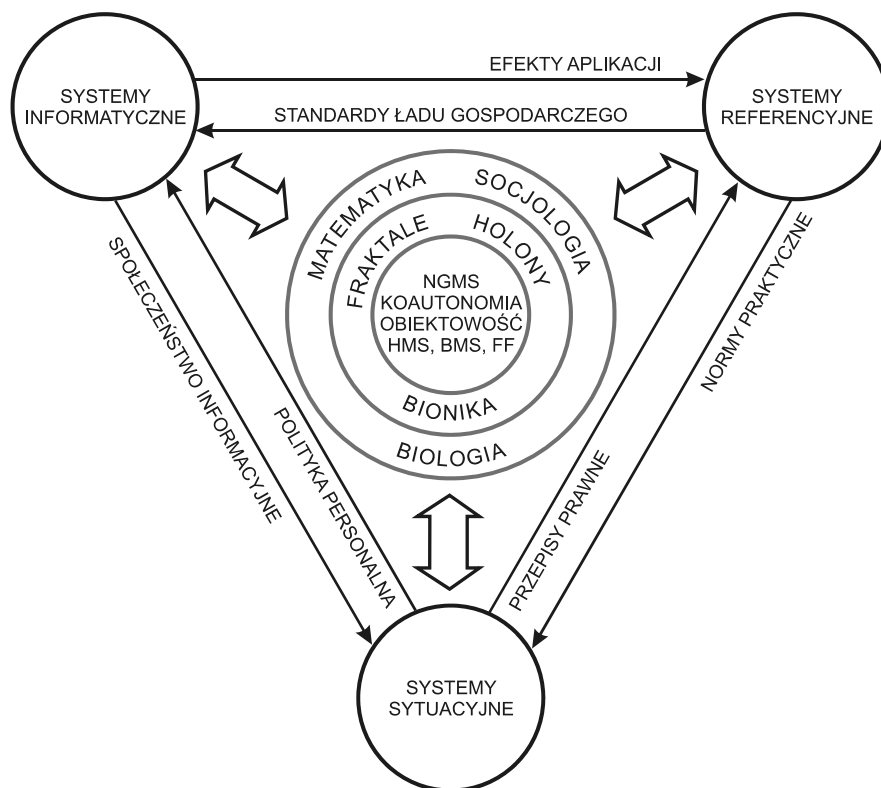 EFEKTY APLIKACJI
SYSTEMY
INFORMATYCZNE
SYSTEMY
REFERENCYJNE
STANDARDY ŁADU GOSPODARCZEGO
MATEMATYKA
SOCJOLOGIA
FRAKTALE
HOLONY
NGMS
KOAUTONOMIA
OBIEKTOWOŚĆ
HMS, BMS, FF
BIONIKA
BIOLOGIA
SPOŁECZEŃSTWO INFORMACYJNE
POLITYKA PERSONALNA
PRZEPISY PRAWNE
NORMY PRAKTYCZNE
SYSTEMY
SYTUACYJNE